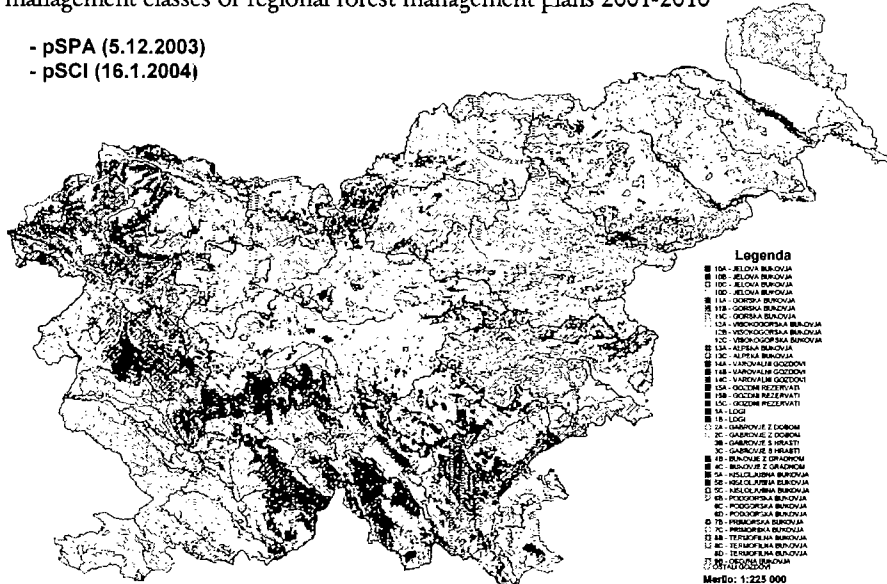 management classes of regional forest management plans 2001-2010
- pSPA (5.12.2003)
- pSCI (16.1.2004)
Legenda
10A - JELOVA BUKOVJA
10B - JELOVA BUKOVJA
10C - JELOVA BUKOVJA
10D - JELOVA BUKOVJA
11A - GORSKA BUKOVJA
11B - GORSKA BUKOVJA
11C - GORSKA BUKOVJA
12A - VISOKOGORSKA BUKOVJA
12B - VISOKOGORSKA BUKOVJA
12C - VISOKOGORSKA BUKOVJA
13A - ALPSKA BUKOVJA
13C - ALPSKA BUKOVJA
14A - VAROVALNI GOZDOVI
14B - VAROVALNI GOZDOVI
14C - VAROVALNI GOZDOVI
15A - GOZDNI REZERVATI
15B - GOZDNI REZERVATI
15C - GOZDNI REZERVATI
1A - LOGI
1B - LOGI
2A - GABROVJE Z DOBOM
2C - GABROVJE Z DOBOM
3B - GABROVJE S HRASTI
3C - GABROVJE S HRASTI
4B - BUKOVJE Z GRADNOM
4C - BUKOVJE Z GRADNOM
5A - KISLOLJUBNA BUKOVJA
5B - KISLOLJUBNA BUKOVJA
5C - KISLOLJUBNA BUKOVJA
6B - PODGORSKA BUKOVJA
6C - PODGORSKA BUKOVJA
6D - PODGORSKA BUKOVJA
7B - PRIMORSKA BUKOVJA
7C - PRIMORSKA BUKOVJA
8B - TERMOFILNA BUKOVJA
8C - TERMOFILNA BUKOVJA
8D - TERMOFILNA BUKOVJA
BUKOVJA
OSTALI GOZDOVI
Merilo: 1:225 000